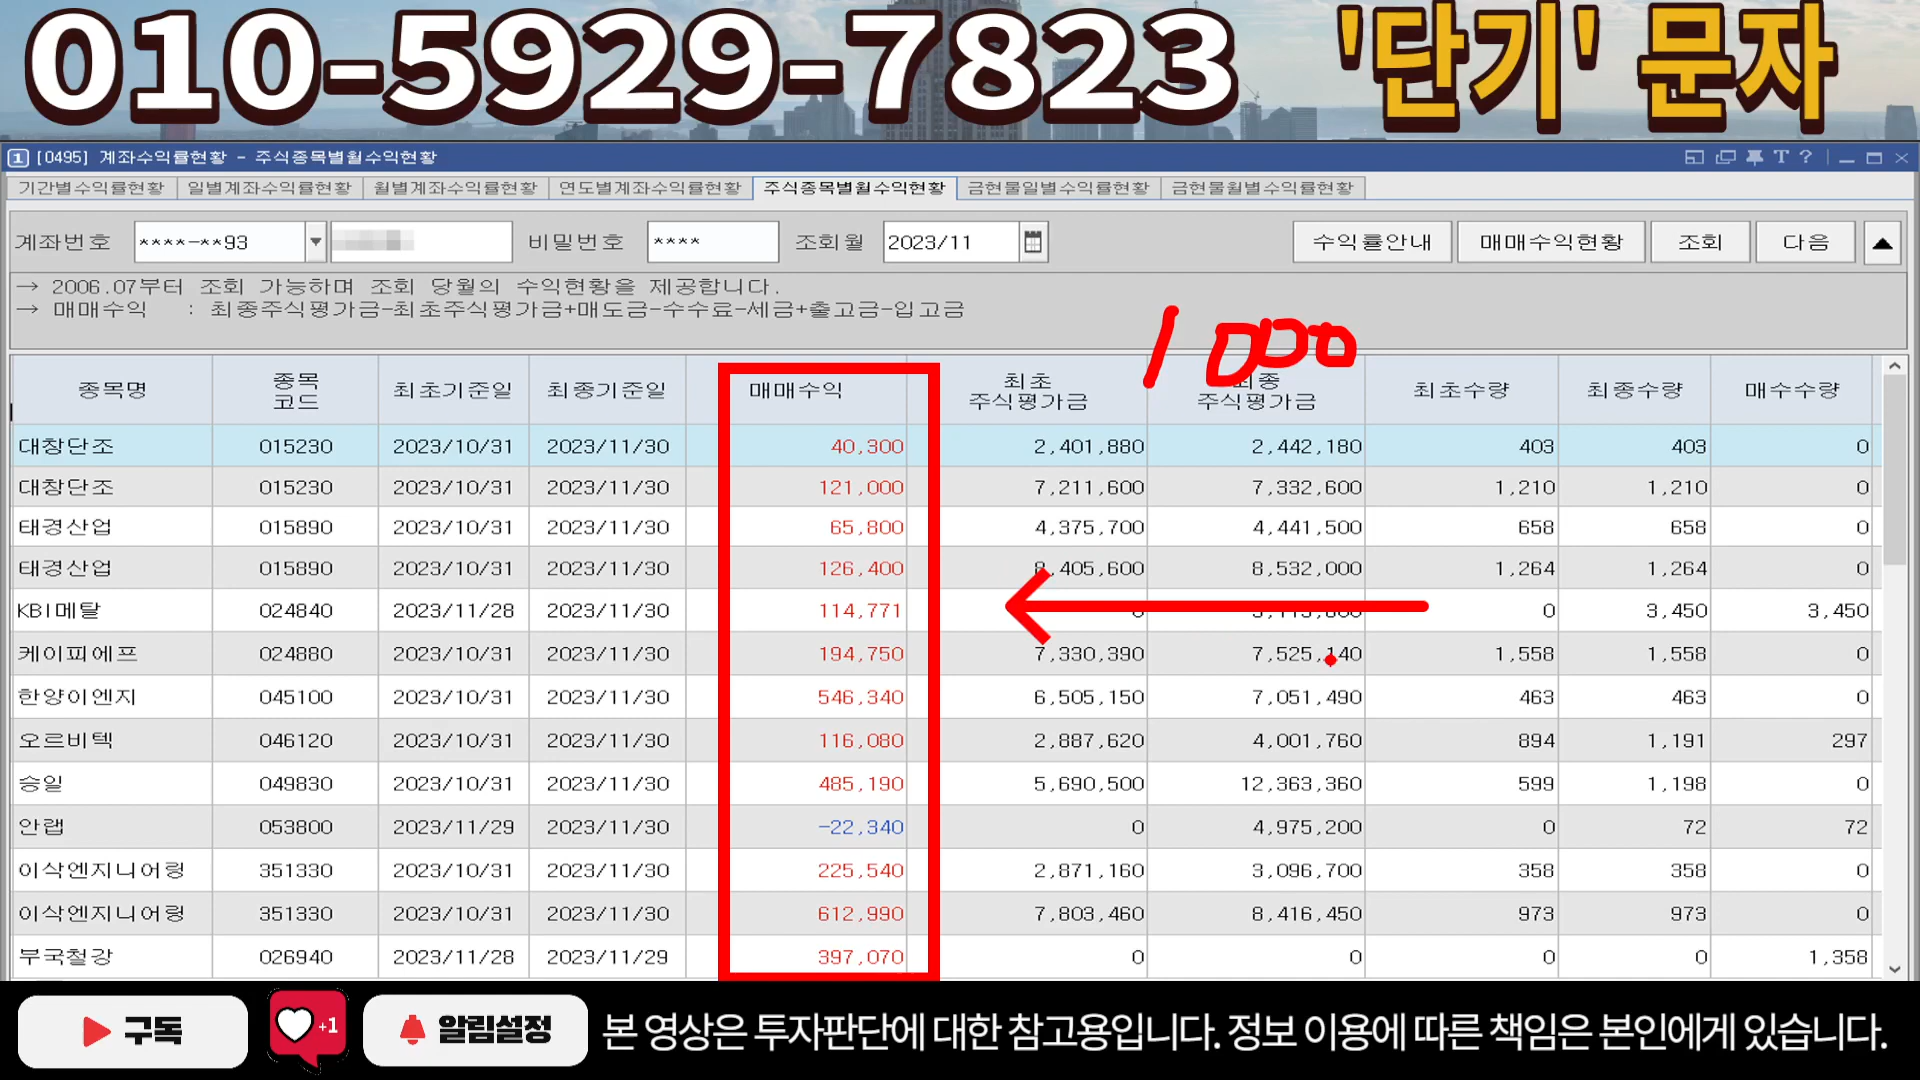 010-5929-7823 '단기' 문자
1 [0495] 계좌수익률현황 - 주식종목별월수익현황 T ?
기간별수익률현황 일별계좌수익률현황 월별계좌수익률현황 연도별계좌수익률현황 주식종목별월수익현황 금현물일별수익률현황 금현물월별수익률현황
계좌번호 ****-**93 비밀번호 **** 조회월 2023/11 수익률안내 매매수익현황 조회 다음
→ 2006.07부터 조회 가능하며 조회 당월의 수익현황을 제공합니다.
→ 매매수익 : 최종주식평가금-최초주식평가금+매도금-수수료-세금+출고금-입고금
1000
종목명 종목코드 최초기준일 최종기준일 매매수익 최초주식평가금 최종주식평가금 최초수량 최종수량 매수수량
대창단조 015230 2023/10/31 2023/11/30 40,300 2,401,880 2,442,180 403 403 0
대창단조 015230 2023/10/31 2023/11/30 121,000 7,211,600 7,332,600 1,210 1,210 0
태경산업 015890 2023/10/31 2023/11/30 65,800 4,375,700 4,441,500 658 658 0
태경산업 015890 2023/10/31 2023/11/30 126,400 8,405,600 8,532,000 1,264 1,264 0
KBI메탈 024840 2023/11/28 2023/11/30 114,771 0 0 3,450 3,450
케이피에프 024880 2023/10/31 2023/11/30 194,750 7,330,390 7,525,140 1,558 1,558 0
한양이엔지 045100 2023/10/31 2023/11/30 546,340 6,505,150 7,051,490 463 463 0
오르비텍 046120 2023/10/31 2023/11/30 116,080 2,887,620 4,001,760 894 1,191 297
승일 049830 2023/10/31 2023/11/30 485,190 5,690,500 12,363,360 599 1,198 0
안랩 053800 2023/11/29 2023/11/30 -22,340 0 4,975,200 0 72 72
이삭엔지니어링 351330 2023/10/31 2023/11/30 225,540 2,871,160 3,096,700 358 358 0
이삭엔지니어링 351330 2023/10/31 2023/11/30 612,990 7,803,460 8,416,450 973 973 0
부국철강 026940 2023/11/28 2023/11/29 397,070 0 0 0 0 1,358
구독 +1 알림설정 본 영상은 투자판단에 대한 참고용입니다. 정보 이용에 따른 책임은 본인에게 있습니다.